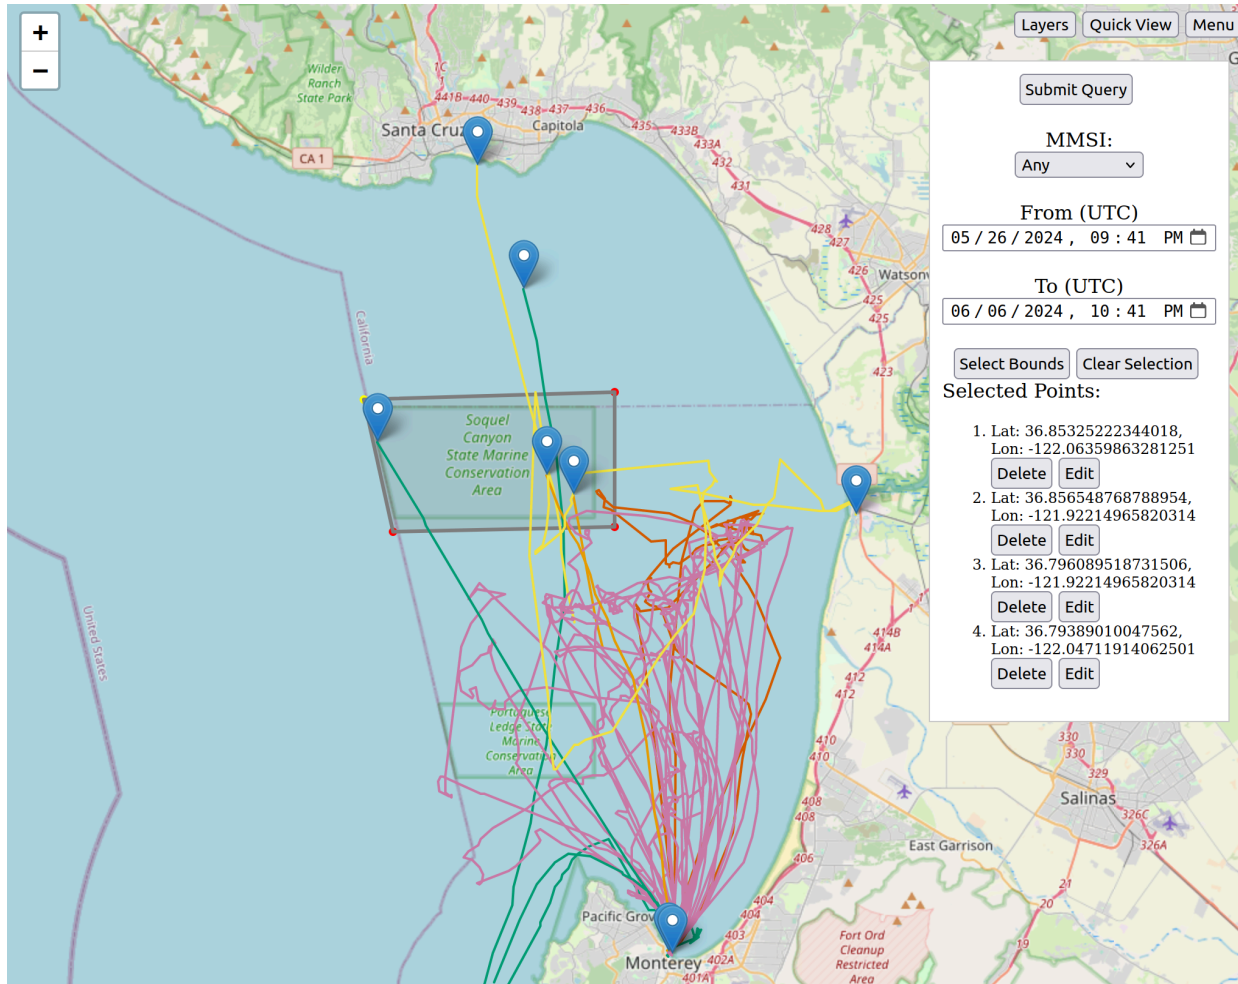 +
−
Layers
Quick View
Menu
G
Submit Query
MMSI:
Any
From (UTC)
05/26/2024, 09:41 PM
To (UTC)
06/06/2024, 10:41 PM
Select Bounds
Clear Selection
Selected Points:
1. Lat: 36.85325222344018,
Lon: -122.06359863281251
Delete
Edit
2. Lat: 36.856548768788954,
Lon: -121.92214965820314
Delete
Edit
3. Lat: 36.796089518731506,
Lon: -121.92214965820314
Delete
Edit
4. Lat: 36.79389010047562,
Lon: -122.04711914062501
Delete
Edit
Wilder
Ranch
State Park
1C
1
441B
440
439
438
437
436
435
433B
433A
432
431
Santa Cruz
Capitola
CA 1
428
427
426
425
425
423
Watsonv
California
United States
Soquel
Canyon
State Marine
Conservation
Area
Portuguese
Ledge State
Marine
Conservation
Area
1
414B
414A
412
412
410
410
408
408
406
404
404
403
402A
401A
330
330
329
326C
326A
Salinas
East Garrison
21
20
19
Pacific Grov
Monterey
Fort Ord
Cleanup
Restricted
Area